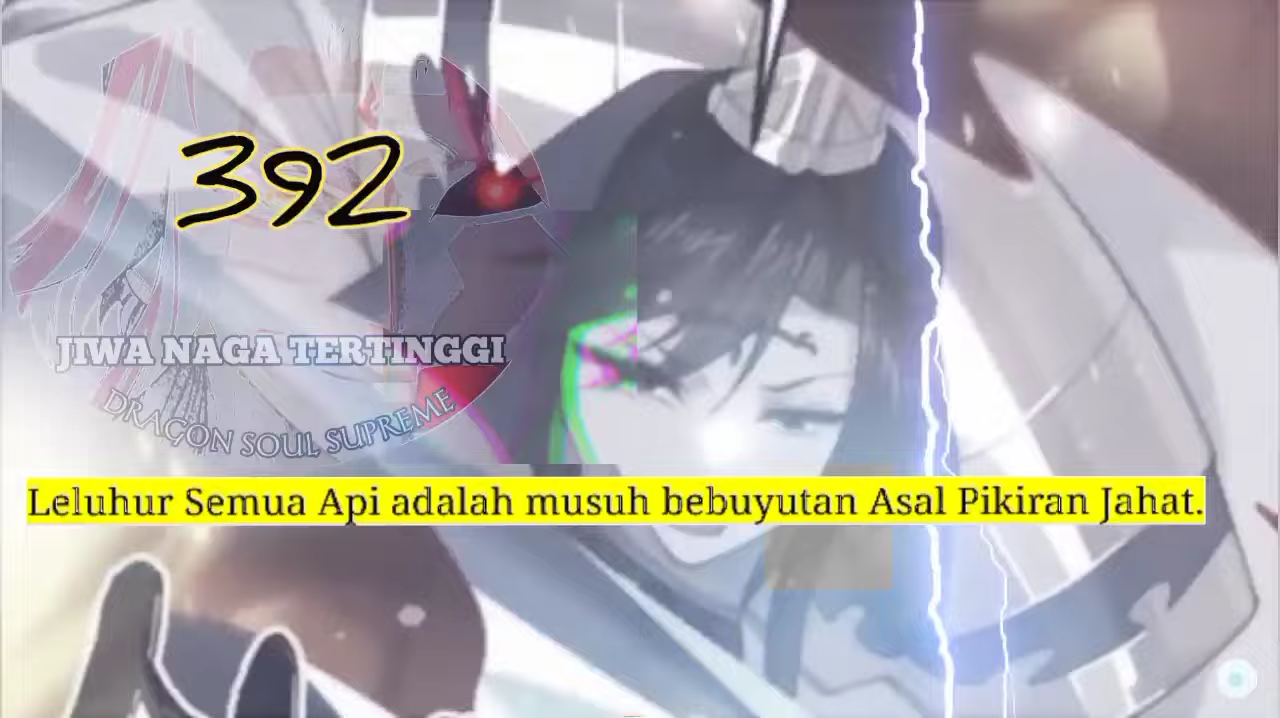 392
JIWA NAGA TERTINGGI
DRAGON SOUL SUPREME
Leluhur Semua Api adalah musuh bebuyutan Asal Pikiran Jahat.